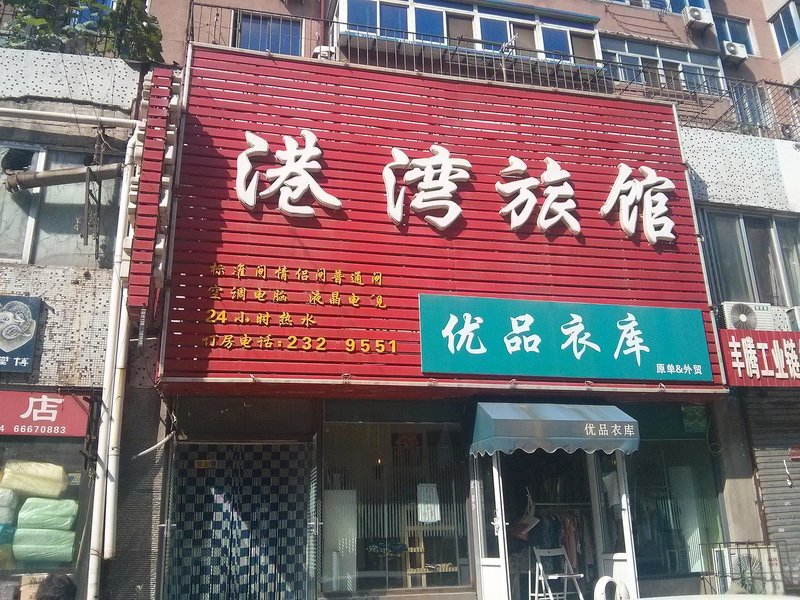 港湾旅馆
标准间情侣间普通间
空调电脑 液晶电视
24小时热水
订房电话:232 9551
优品衣库
原单&外贸
丰腾工业链
优品衣库
店
66670883